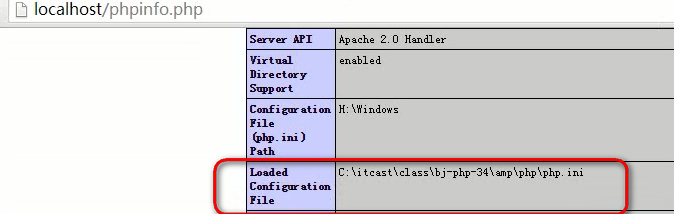 localhost/phpinfo.php
Server API Apache 2.0 Handler
Virtual enabled
Directory
Support
Configuration H:\Windows
File
(php.ini)
Path
Loaded C:\itcast\class\bj-php-34\amp\php\php.ini
Configuration
File